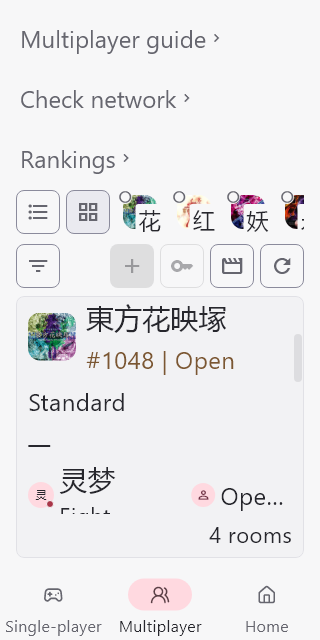 Multiplayer guide
Check network
Rankings
花 红 妖
東方花映塚
#1048 | Open
Standard
—
灵 灵梦 Ope...
4 rooms
Single-player Multiplayer Home